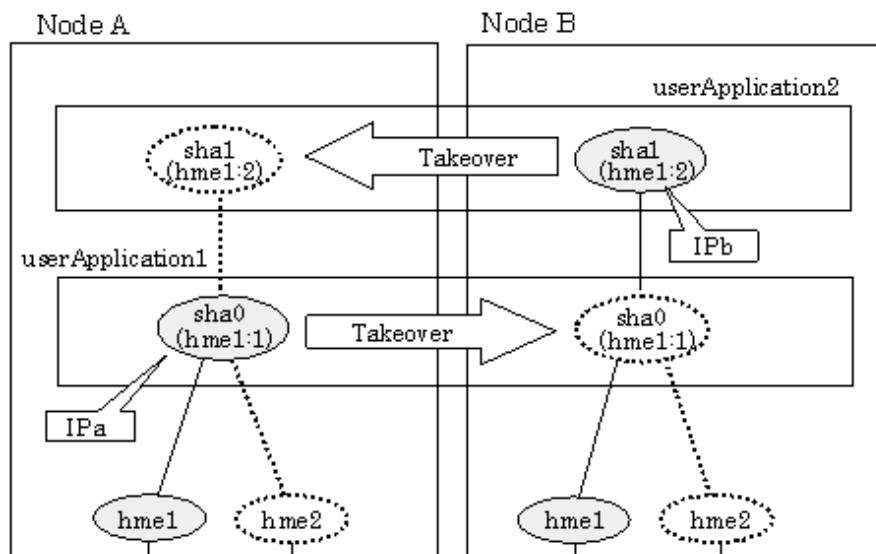 Node A
Node B
userApplication2
sha1
(hme1:2)
Takeover
sha1
(hme1:2)
IPb
userApplication1
sha0
(hme1:1)
Takeover
sha0
(hme1:1)
IPa
hme1
hme2
hme1
hme2